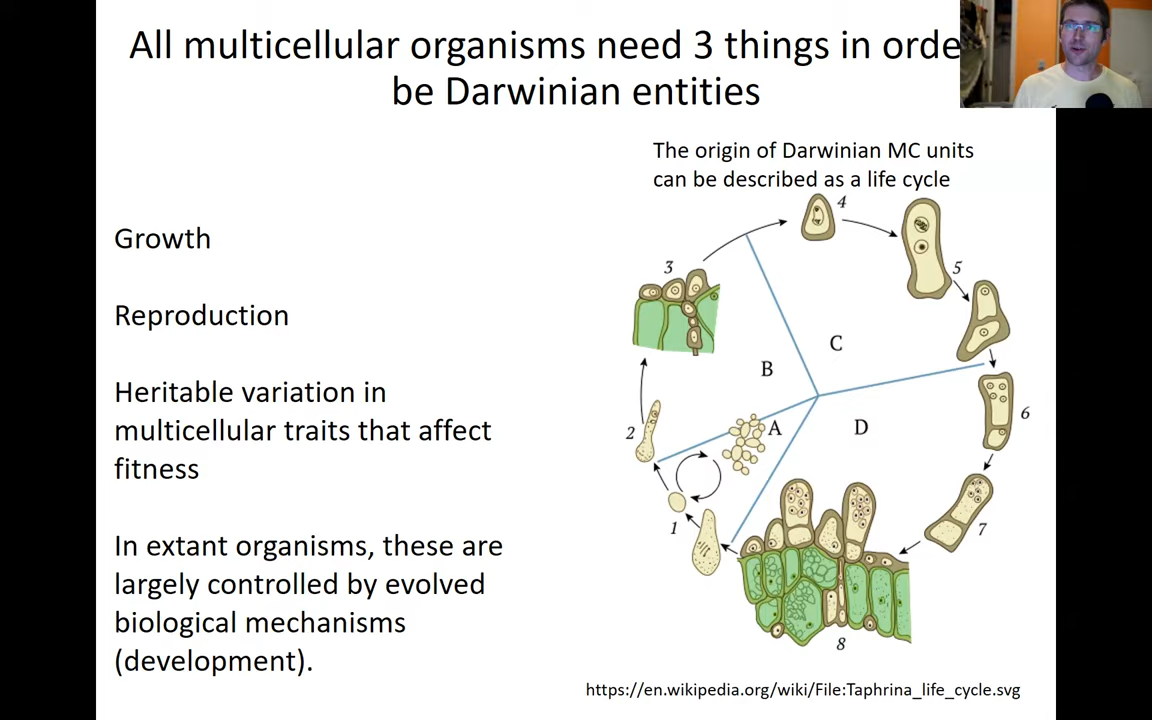 All multicellular organisms need 3 things in
be Darwinian entities
The origin of Darwinian MC units
can be described as a life cycle
Growth
Reproduction
Heritable variation in
multicellular traits that affect
fitness
In extant organisms, these are
largely controlled by evolved
biological mechanisms
(development).
4
3
5
C
B
6
2
A
D
1
7
8
https://en.wikipedia.org/wiki/File:Taphrina_life_cycle.svg